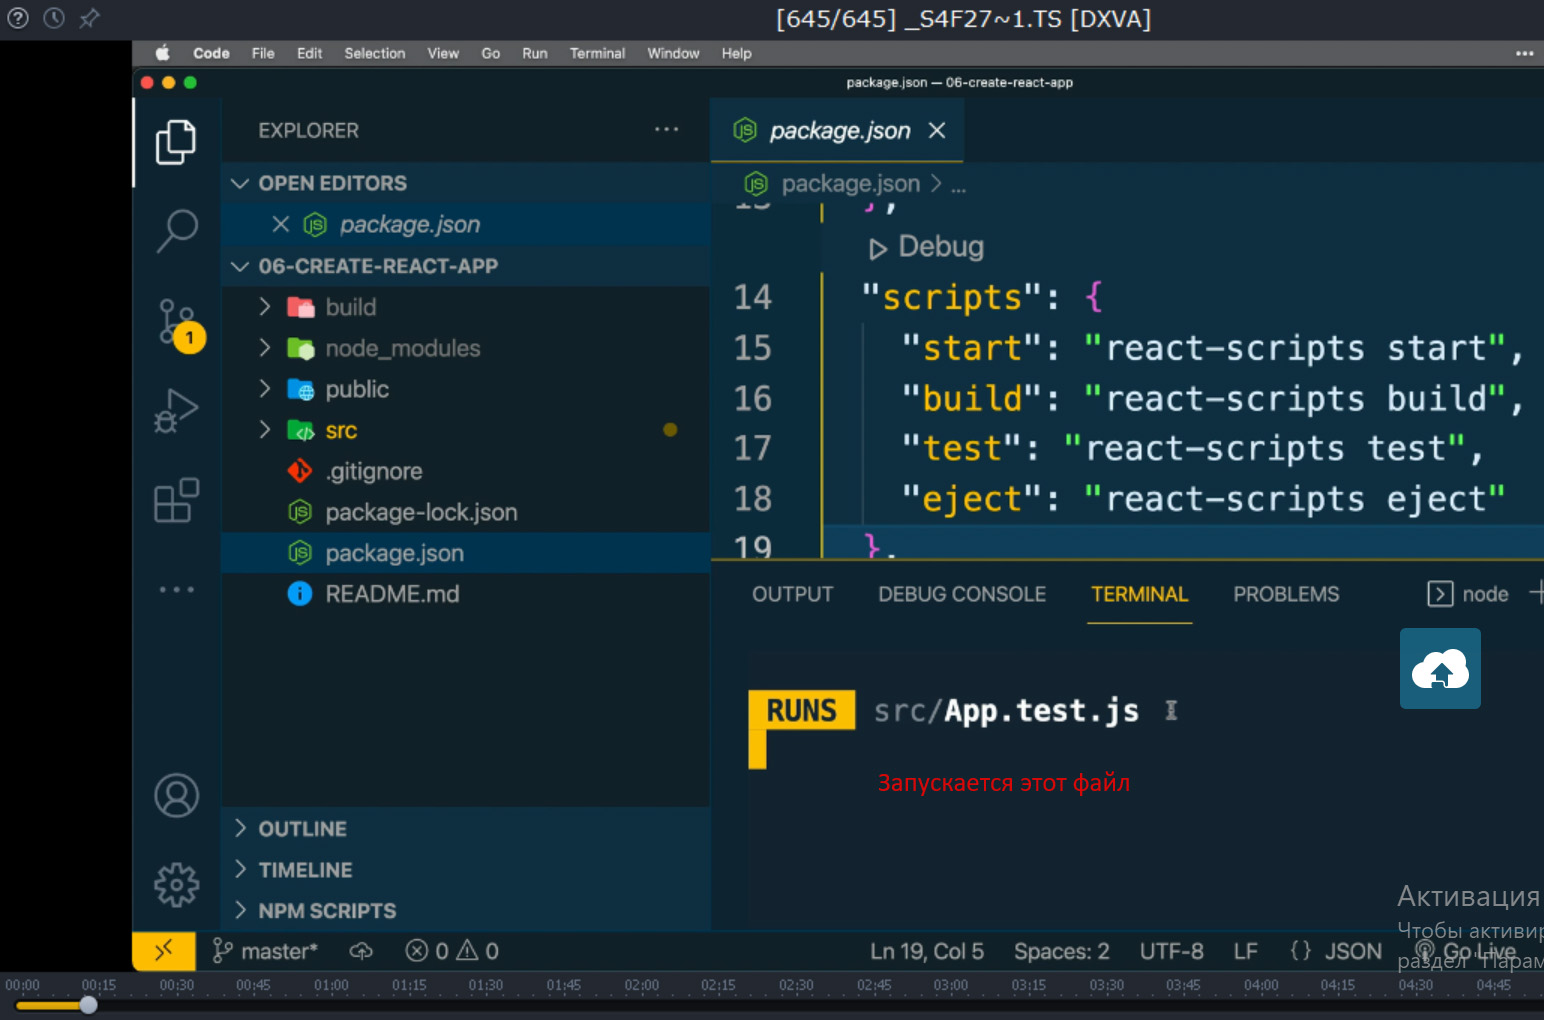 [645/645] _S4F27~1.TS [DXVA]
Code File Edit Selection View Go Run Terminal Window Help
package.json — 06-create-react-app
EXPLORER
OPEN EDITORS
package.json
06-CREATE-REACT-APP
build
node_modules
public
src
.gitignore
package-lock.json
package.json
README.md
OUTLINE
TIMELINE
NPM SCRIPTS
1
package.json
package.json > ...
},
Debug
14 "scripts": {
15 "start": "react-scripts start",
16 "build": "react-scripts build",
17 "test": "react-scripts test",
18 "eject": "react-scripts eject"
19 },
OUTPUT DEBUG CONSOLE TERMINAL PROBLEMS node
RUNS src/App.test.js
Запускается этот файл
Активация
Чтобы активир
раздел "Парам
master* 0 0 Ln 19, Col 5 Spaces: 2 UTF-8 LF {} JSON Go Live
00:00 00:15 00:30 00:45 01:00 01:15 01:30 01:45 02:00 02:15 02:30 02:45 03:00 03:15 03:30 03:45 04:00 04:15 04:30 04:45